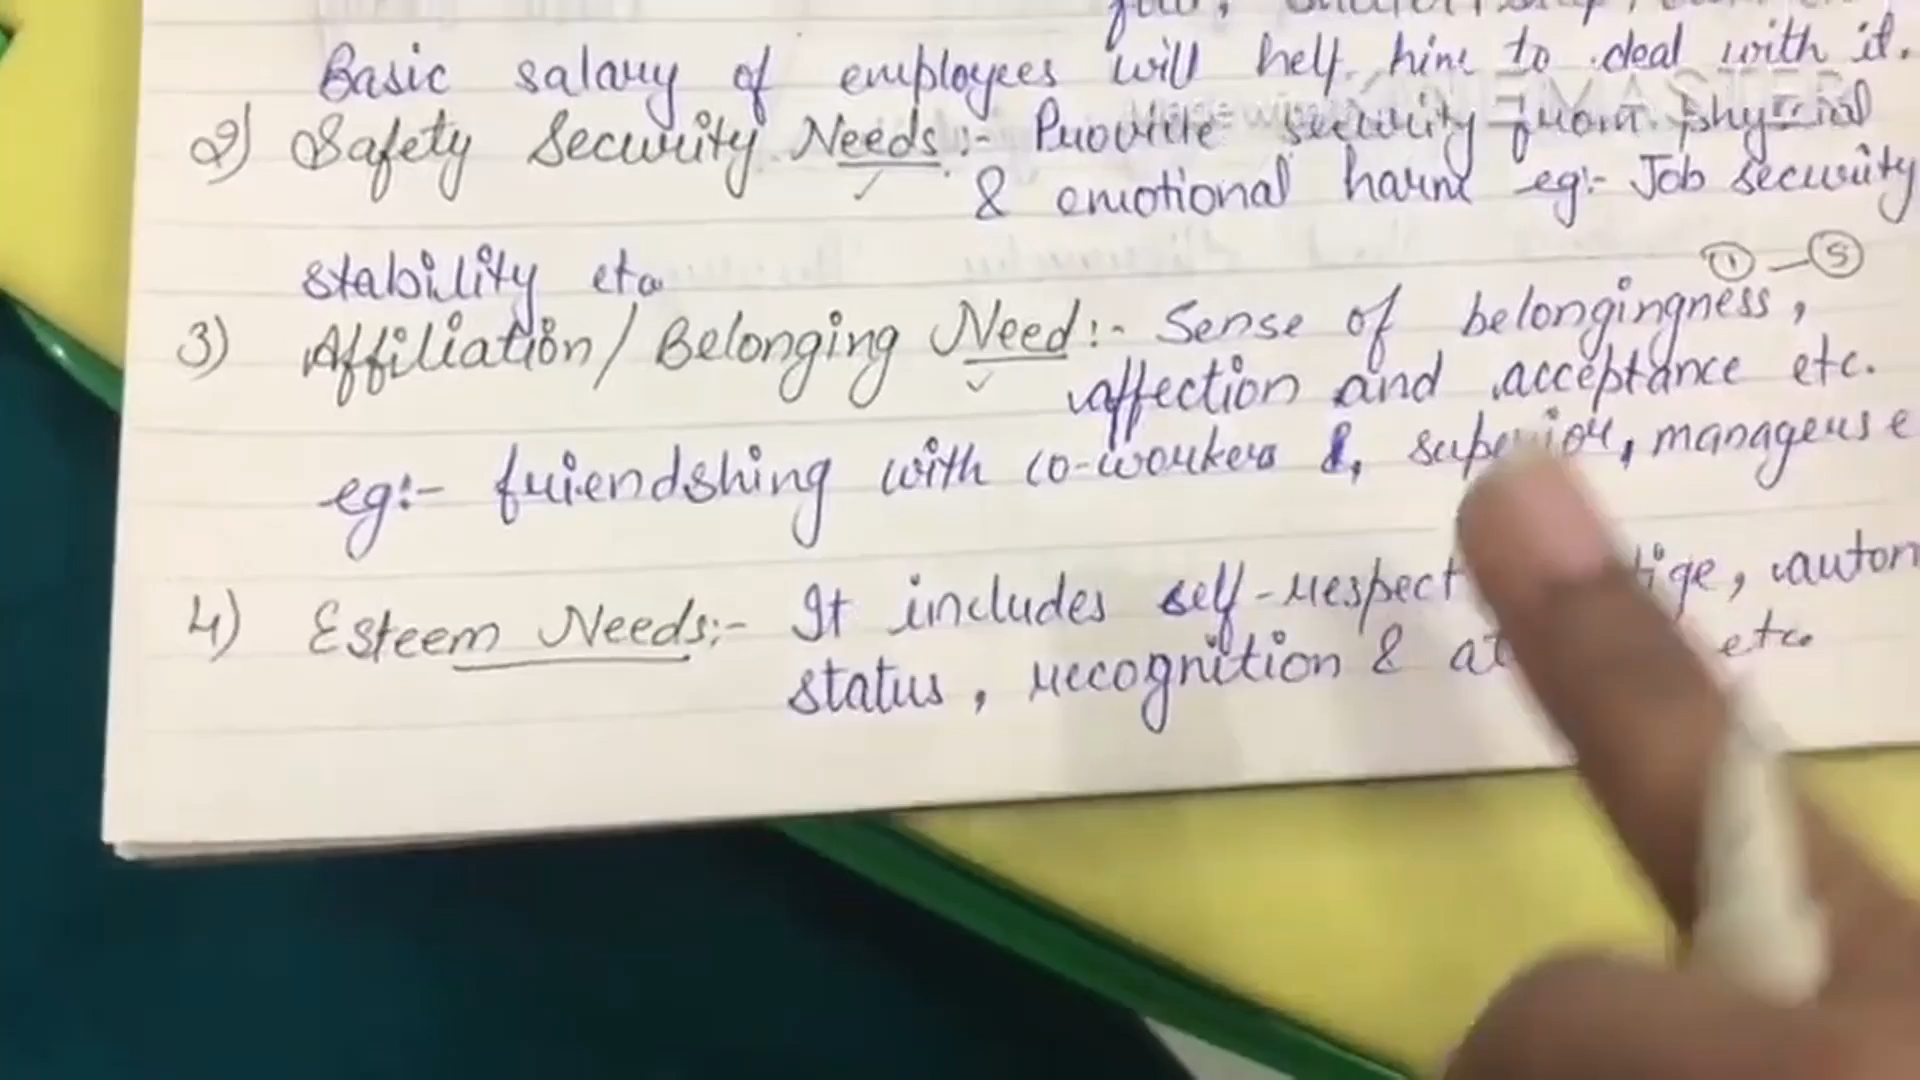 Basic salary of employees will help him to deal with it.
2) Safety Security Needs :- Provide security from physical
& emotional harm eg:- Job security
stability etc
① — ⑤
3) Affiliation / Belonging Need :- Sense of belongingness,
affection and acceptance etc.
eg:- friendshing with co-workers &, superior, managers
4) Esteem Needs :- It includes self-respect
status, recognition & etc.